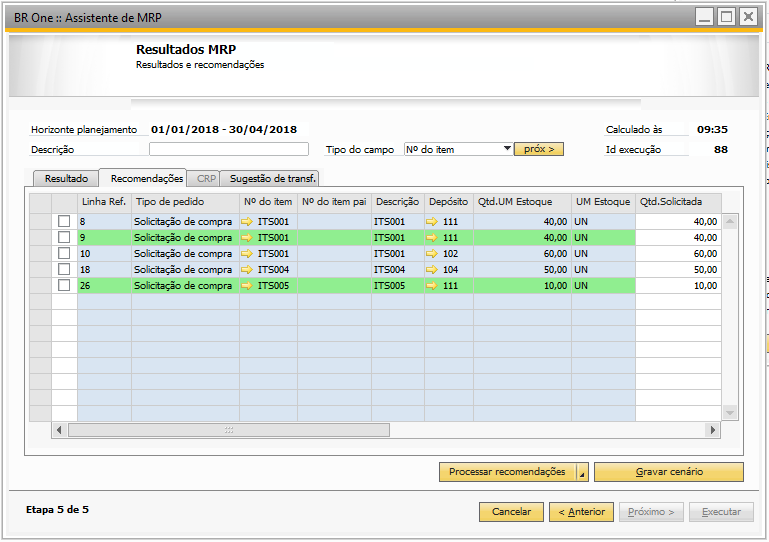 BR One :: Assistente de MRP
Resultados MRP
Resultados e recomendações
Horizonte planejamento 01/01/2018 - 30/04/2018 Calculado às 09:35
Descrição Tipo do campo Nº do item próx > Id execução 88
Resultado Recomendações CRP Sugestão de transf.
Linha Ref. Tipo de pedido Nº do item Nº do item pai Descrição Depósito Qtd.UM Estoque UM Estoque Qtd.Solicitada
8 Solicitação de compra ITS001 ITS001 111 40,00 UN 40,00
9 Solicitação de compra ITS001 ITS001 111 40,00 UN 40,00
10 Solicitação de compra ITS001 ITS001 102 60,00 UN 60,00
18 Solicitação de compra ITS004 ITS004 104 50,00 UN 50,00
26 Solicitação de compra ITS005 ITS005 111 10,00 UN 10,00
Processar recomendações Gravar cenário
Etapa 5 de 5 Cancelar < Anterior Próximo > Executar